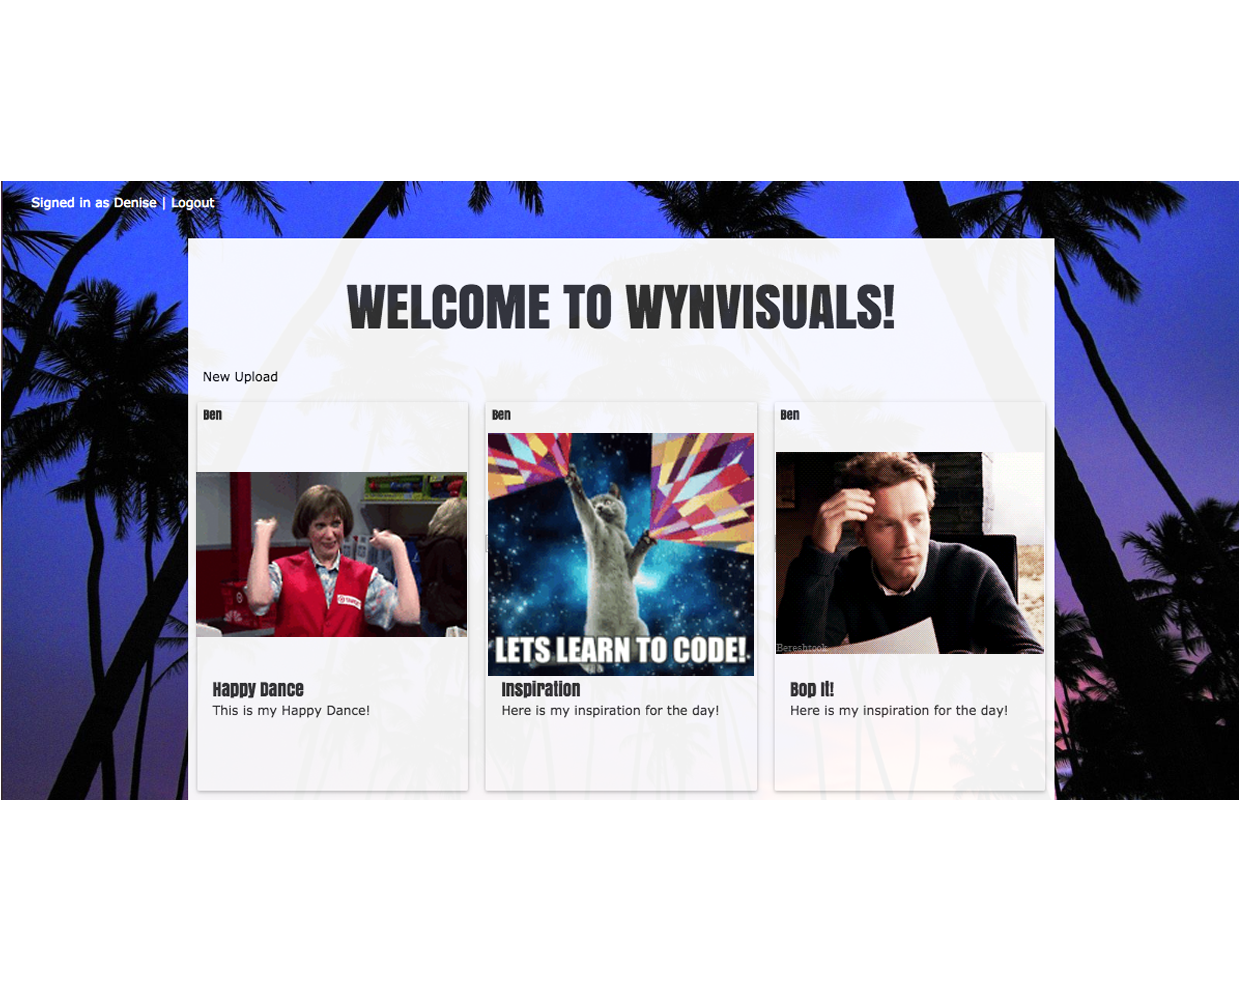 Signed in as Denise | Logout
WELCOME TO WYNVISUALS!
New Upload
Ben
Ben
Ben
LETS LEARN TO CODE!
Bereshtook
Happy Dance
Inspiration
Bop It!
This is my Happy Dance!
Here is my inspiration for the day!
Here is my inspiration for the day!